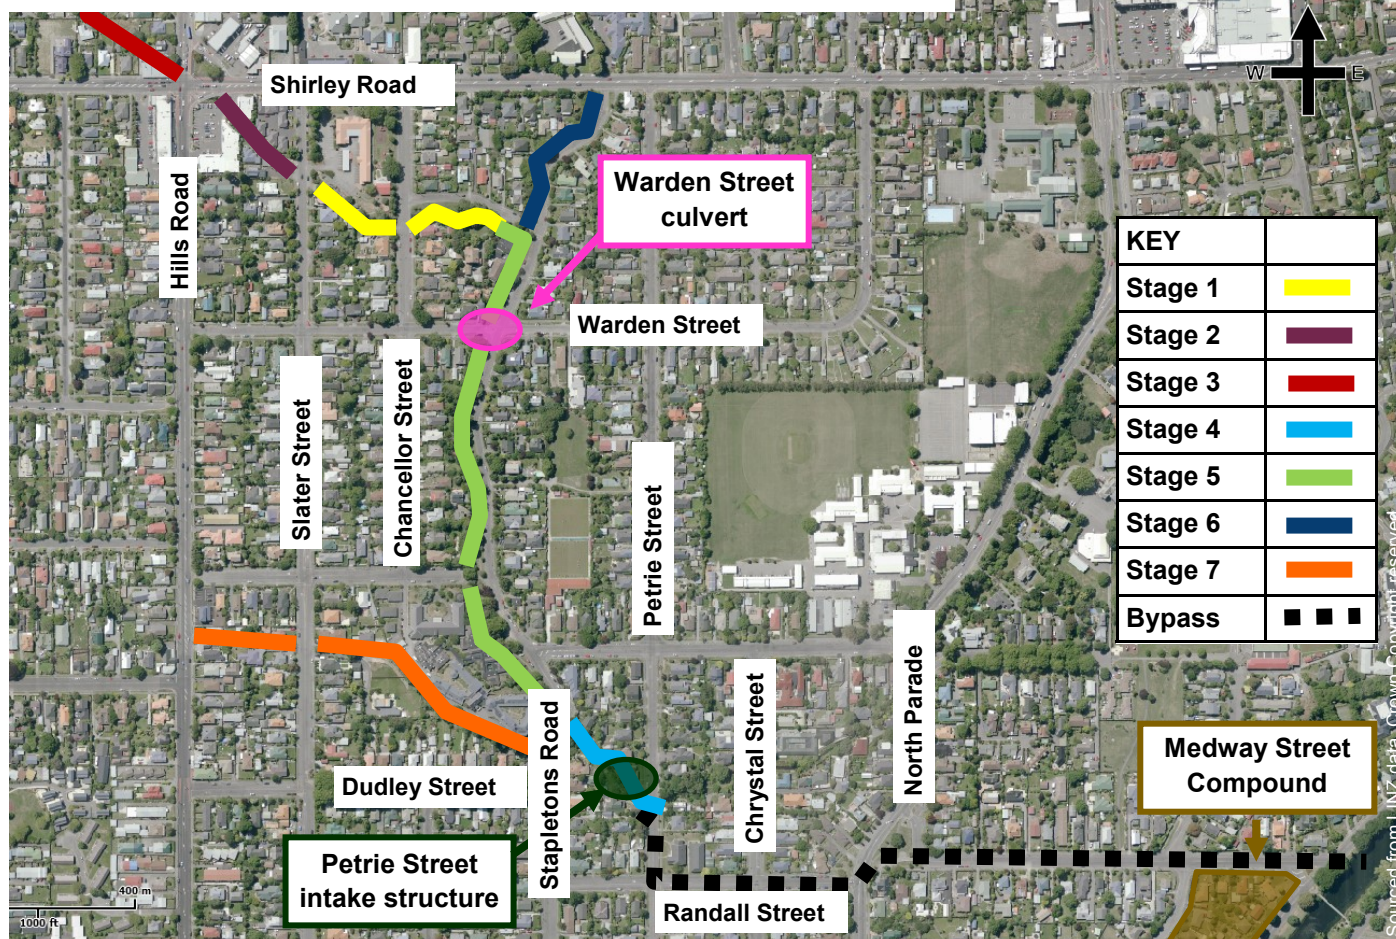 Shirley Road
W
E
Warden Street
culvert
Hills Road
KEY
Stage 1
Stage 2
Stage 3
Stage 4
Stage 5
Stage 6
Stage 7
Bypass
Warden Street
Slater Street
Chancellor Street
Petrie Street
Stapletons Road
Chrystal Street
North Parade
Medway Street
Compound
Dudley Street
Petrie Street
intake structure
Randall Street
400 m
1000 ft
Sourced from LINZ data. Crown copyright reserved